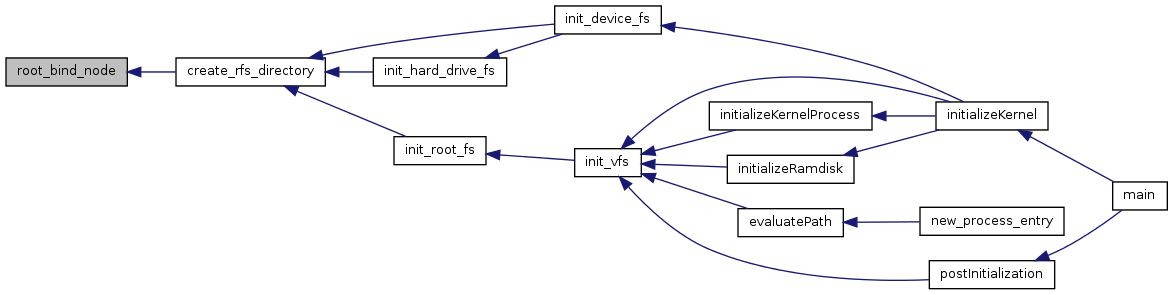 root_bind_node
create_rfs_directory
init_device_fs
init_hard_drive_fs
init_root_fs
init_vfs
initializeKernelProcess
initializeRamdisk
evaluatePath
initializeKernel
new_process_entry
postInitialization
main